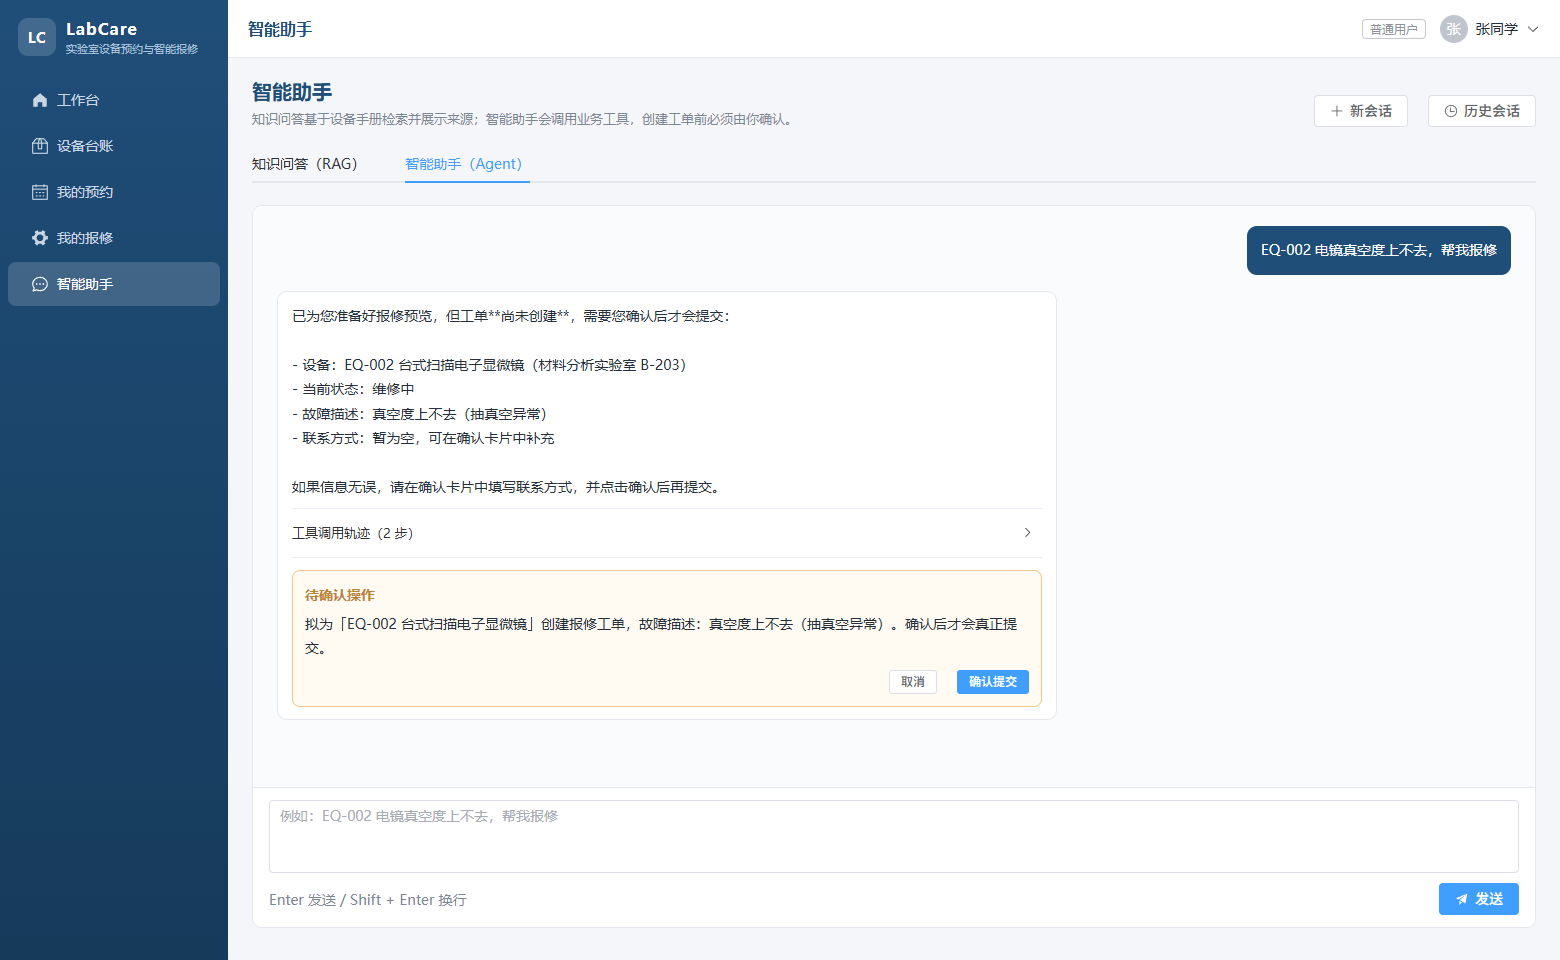 LC
LabCare
实验室设备预约与智能报修
工作台
设备台账
我的预约
我的报修
智能助手
智能助手
普通用户
张
张同学
智能助手
知识问答基于设备手册检索并展示来源；智能助手会调用业务工具，创建工单前必须由你确认。
新会话
历史会话
知识问答（RAG）
智能助手（Agent）
EQ-002 电镜真空度上不去，帮我报修
已为您准备好报修预览，但工单**尚未创建**，需要您确认后才会提交：
- 设备：EQ-002 台式扫描电子显微镜（材料分析实验室 B-203）
- 当前状态：维修中
- 故障描述：真空度上不去（抽真空异常）
- 联系方式：暂为空，可在确认卡片中补充
如果信息无误，请在确认卡片中填写联系方式，并点击确认后再提交。
工具调用轨迹（2 步）
待确认操作
拟为「EQ-002 台式扫描电子显微镜」创建报修工单，故障描述：真空度上不去（抽真空异常）。确认后才会真正提
交。
取消
确认提交
例如：EQ-002 电镜真空度上不去，帮我报修
Enter 发送 / Shift + Enter 换行
发送